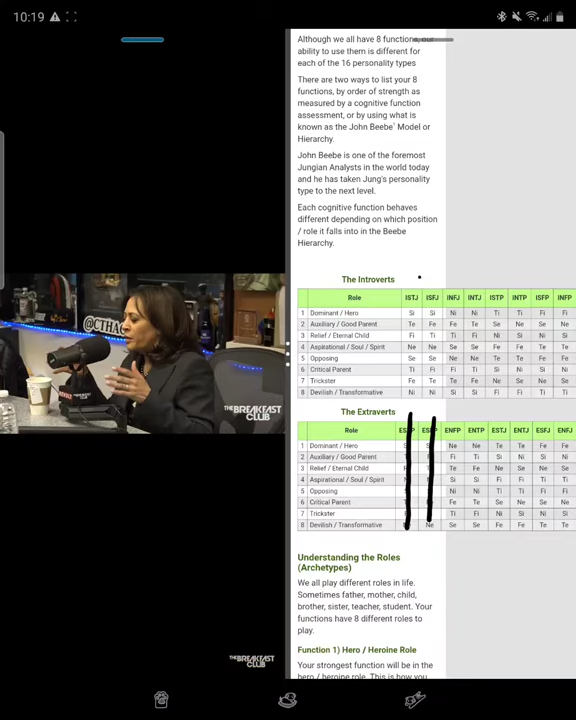 10:19
Although we all have 8 functions, our
ability to use them is different for
each of the 16 personality types
There are two ways to list your 8
functions, by order of strength as
measured by a cognitive function
assessment, or by using what is
known as the John Beebe' Model or
Hierarchy.
John Beebe is one of the foremost
Jungian Analysts in the world today
and he has taken Jung's personality
type to the next level.
Each cognitive function behaves
different depending on which position
/ role it falls into in the Beebe
Hierarchy.
@CTHA
THE BREAKFAST
CLUB
The Introverts
Role ISTJ ISFJ INFJ INTJ ISTP INTP ISFP INFP
1 Dominant / Hero Si Si Ni Ni Ti Ti Fi Fi
2 Auxiliary / Good Parent Te Fe Fe Te Se Ne Se Ne
3 Relief / Eternal Child Fi Ti Ti Fi Ni Si Ni Si
4 Aspirational / Soul / Spirit Ne Ne Se Se Fe Fe Te Te
5 Opposing Se Se Ne Ne Te Te Fe Fe
6 Critical Parent Ti Fi Fi Ti Si Ni Si Ni
7 Trickster Fe Te Te Fe Ne Se Ne Se
8 Devilish / Transformative Ni Ni Si Si Fi Fi Ti Ti
The Extraverts
Role ENFP ENTP ESTJ ENTJ ESFJ ENFJ
1 Dominant / Hero Ne Ne Te Te Fe Fe
2 Auxiliary / Good Parent Fi Ti Si Ni Si Ni
3 Relief / Eternal Child Te Fe Ne Se Ne Se
4 Aspirational / Soul / Spirit Si Si Fi Fi Ti Ti
5 Opposing Ni Ni Ti Ti Fi Fi
6 Critical Parent Fe Te Se Ne Se Ne
7 Trickster Ti Fi Ni Si Ni Si
8 Devilish / Transformative Ne Se Se Fe Fe Te Te
Understanding the Roles
(Archetypes)
We all play different roles in life.
Sometimes father, mother, child,
brother, sister, teacher, student. Your
functions have 8 different roles to
play.
Function 1) Hero / Heroine Role
Your strongest function will be in the
hero / heroine role. This is how you
THE BREAKFAST
CLUB